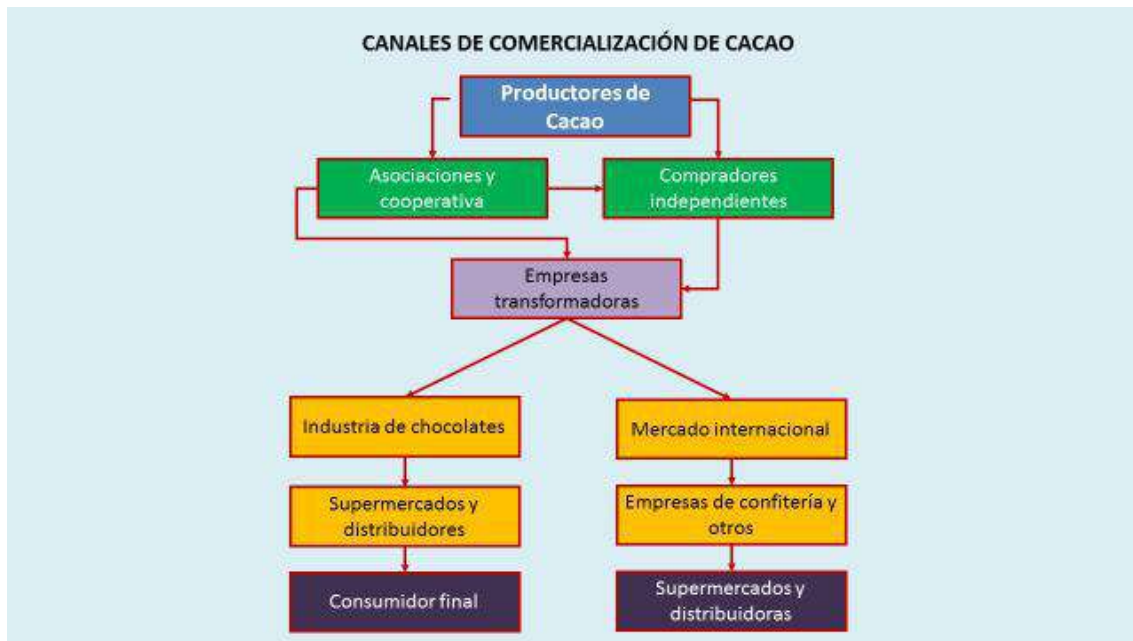 CANALES DE COMERCIALIZACIÓN DE CACAO
Productores de
Cacao
Asociaciones y
cooperativa
Compradores
independientes
Empresas
transformadoras
Industria de chocolates
Mercado internacional
Supermercados y
distribuidores
Empresas de confitería y
otros
Consumidor final
Supermercados y
distribuidoras